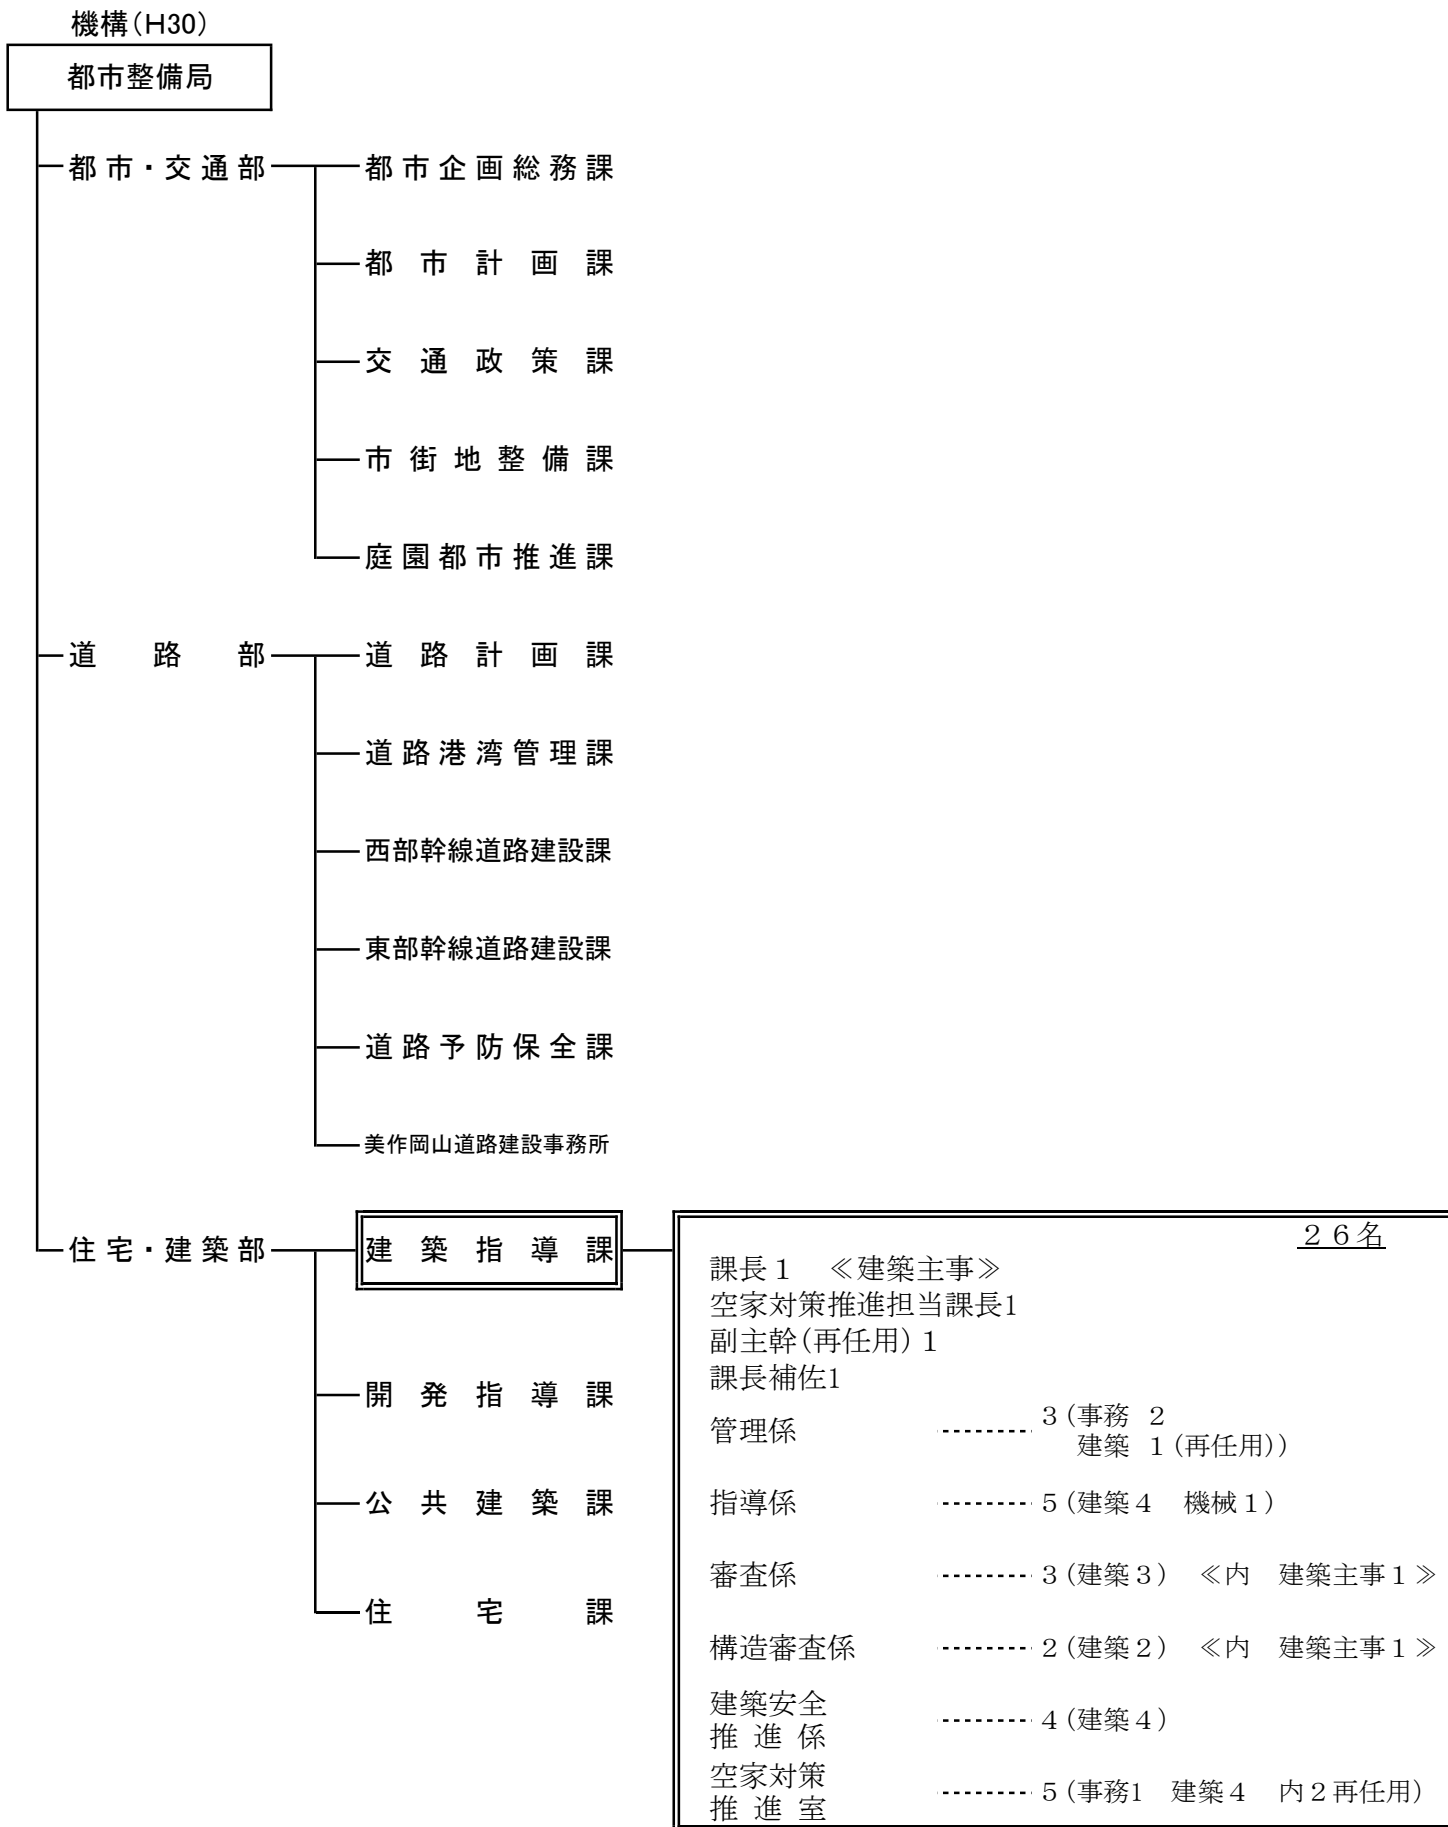 機構(H30)
都市整備局
都市・交通部
都市企画総務課
都市計画課
交通政策課
市街地整備課
庭園都市推進課
道路部
道路計画課
道路港湾管理課
西部幹線道路建設課
東部幹線道路建設課
道路予防保全課
美作岡山道路建設事務所
住宅・建築部
建築指導課
開発指導課
公共建築課
住宅課
２６名
課長１　≪建築主事≫
空家対策推進担当課長1
副主幹(再任用)１
課長補佐1
管理係 ……… ３(事務 ２
建築 １(再任用))
指導係 ……… ５(建築４　機械１)
審査係 ……… ３(建築３)　≪内　建築主事１≫
構造審査係 ……… ２(建築２)　≪内　建築主事１≫
建築安全
推進係 ……… ４(建築４)
空家対策
推進室 ……… ５(事務1　建築４　内２再任用)